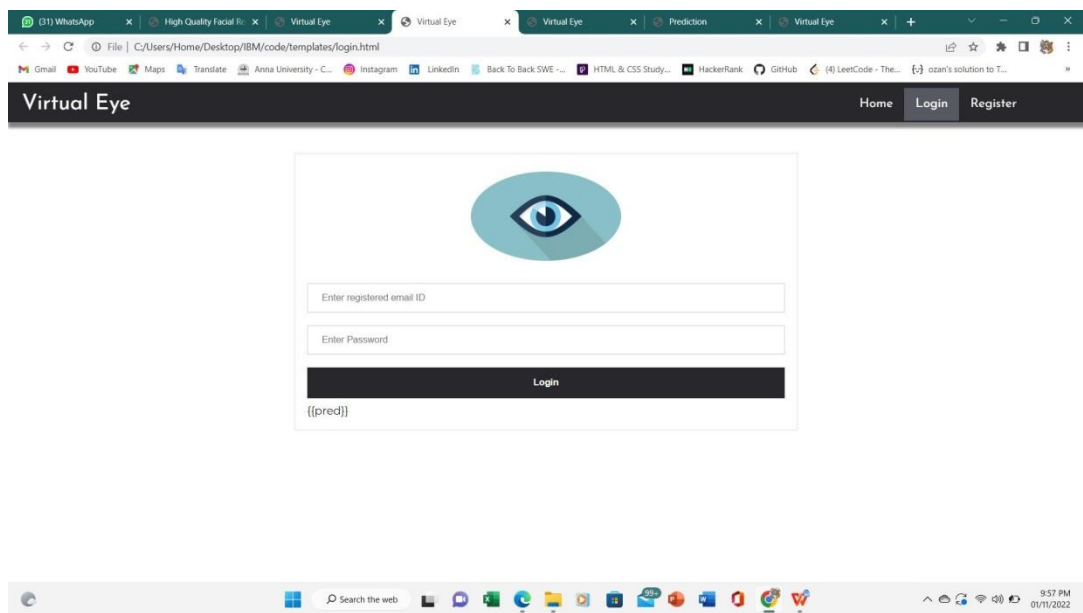 (31) WhatsApp
High Quality Facial Re
Virtual Eye
Virtual Eye
Virtual Eye
Prediction
Virtual Eye
File | C:/Users/Home/Desktop/IBM/code/templates/login.html
Gmail YouTube Maps Translate Anna University - C... Instagram LinkedIn Back To Back SWE -... HTML & CSS Study... HackerRank GitHub (4) LeetCode - The... ozan's solution to T...
Virtual Eye Home Login Register
Enter registered email ID
Enter Password
Login
{{pred}}
Search the web 99+ 9:57 PM
01/11/2022